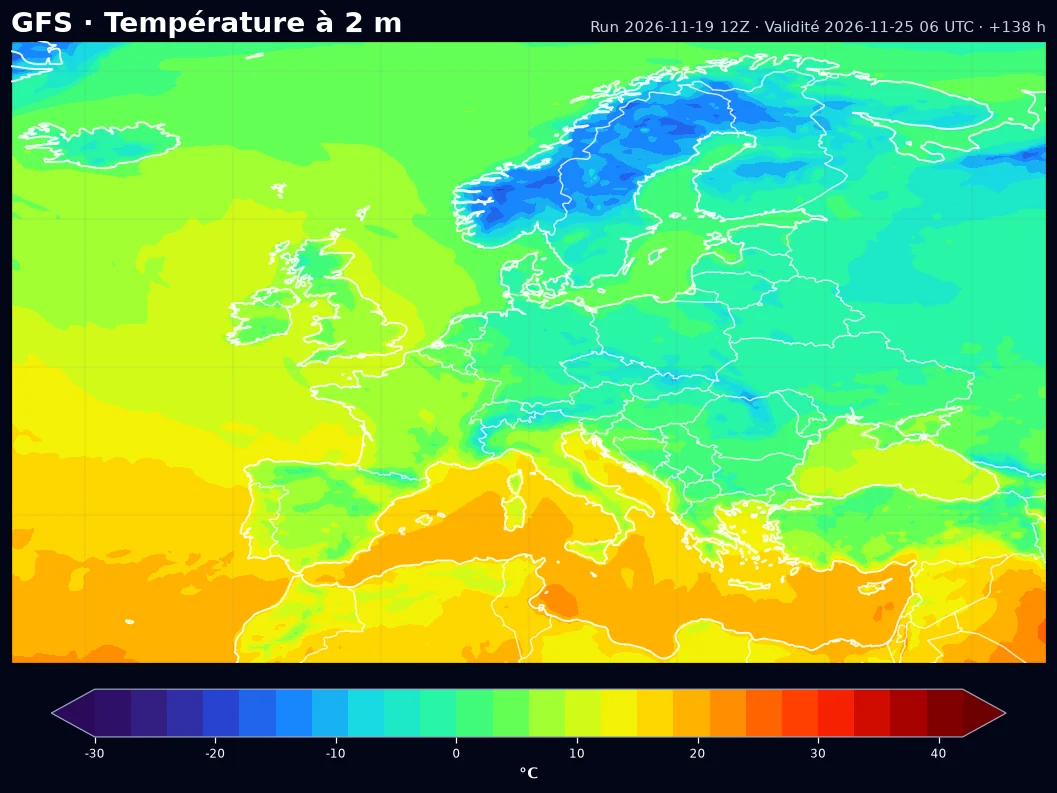 GFS · Température à 2 m
Run 2026-11-19 12Z · Validité 2026-11-25 06 UTC · +138 h
-30 -20 -10 0 10 20 30 40
°C